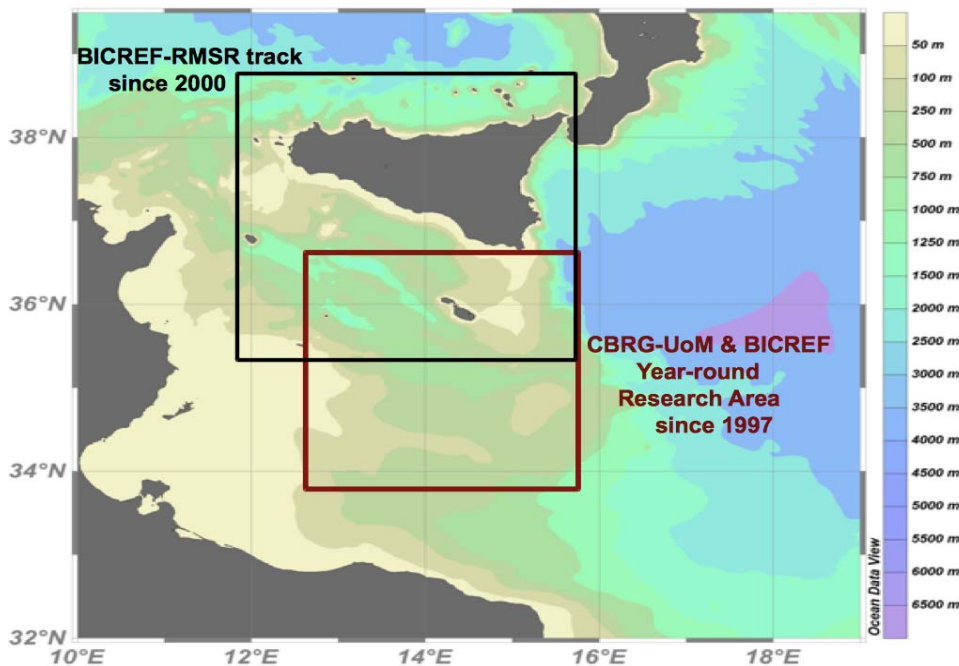 BICREF-RMSR track
since 2000
CBRG-UoM & BICREF
Year-round
Research Area
since 1997
38°N
36°N
34°N
32°N
10°E
12°E
14°E
16°E
18°E
50 m
100 m
250 m
500 m
750 m
1000 m
1250 m
1500 m
2000 m
2500 m
3000 m
3500 m
4000 m
4500 m
5000 m
5500 m
6000 m
6500 m
Ocean Data View